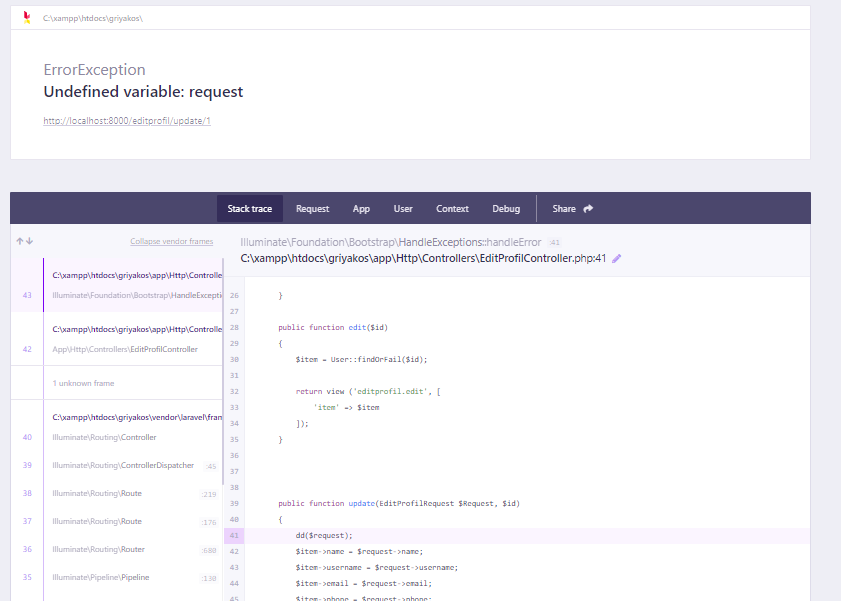 C:\xampp\htdocs\griyakos\
ErrorException
Undefined variable: request
http://localhost:8000/editprofil/update/1
Stack trace Request App User Context Debug Share
Collapse vendor frames
C:\xampp\htdocs\griyakos\app\Http\Controlle
43 Illuminate\Foundation\Bootstrap\HandleExcepti
C:\xampp\htdocs\griyakos\app\Http\Controlle
42 App\Http\Controllers\EditProfilController
1 unknown frame
C:\xampp\htdocs\griyakos\vendor\laravel\fran
40 Illuminate\Routing\Controller
39 Illuminate\Routing\ControllerDispatcher :45
38 Illuminate\Routing\Route :219
37 Illuminate\Routing\Route :176
36 Illuminate\Routing\Router :680
35 Illuminate\Pipeline\Pipeline :130
Illuminate\Foundation\Bootstrap\HandleExceptions::handleError :41
C:\xampp\htdocs\griyakos\app\Http\Controllers\EditProfilController.php:41
26 }
27
28 public function edit($id)
29 {
30 $item = User::findOrFail($id);
31
32 return view ('editprofil.edit', [
33 'item' => $item
34 ]);
35 }
36
37
38
39 public function update(EditProfilRequest $Request, $id)
40 {
41 dd($request);
42 $item->name = $request->name;
43 $item->username = $request->username;
44 $item->email = $request->email;
45 $item->phone = $request->phone;